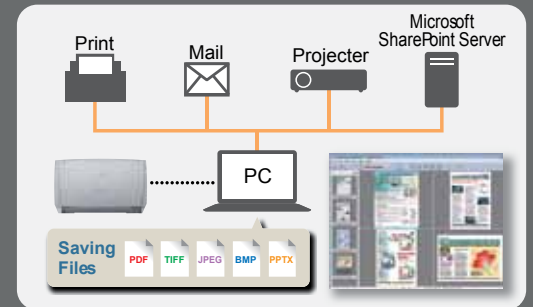 Print
Mail
Projecter
Microsoft
SharePoint Server
PC
Saving
Files
PDF
TIFF
JPEG
BMP
PPTX